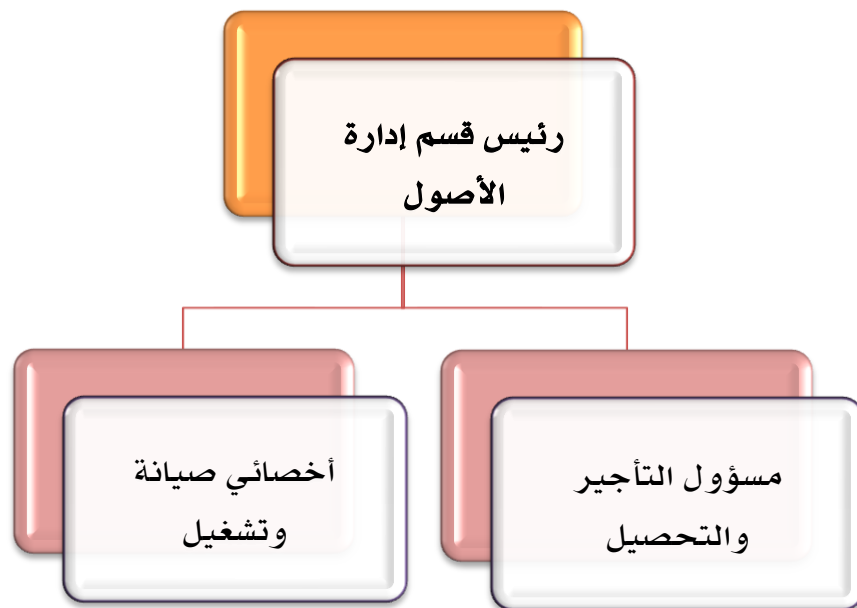 رئيس قسم إدارة
الأصول
مسؤول التأجير
والتحصيل
أخصائي صيانة
وتشغيل